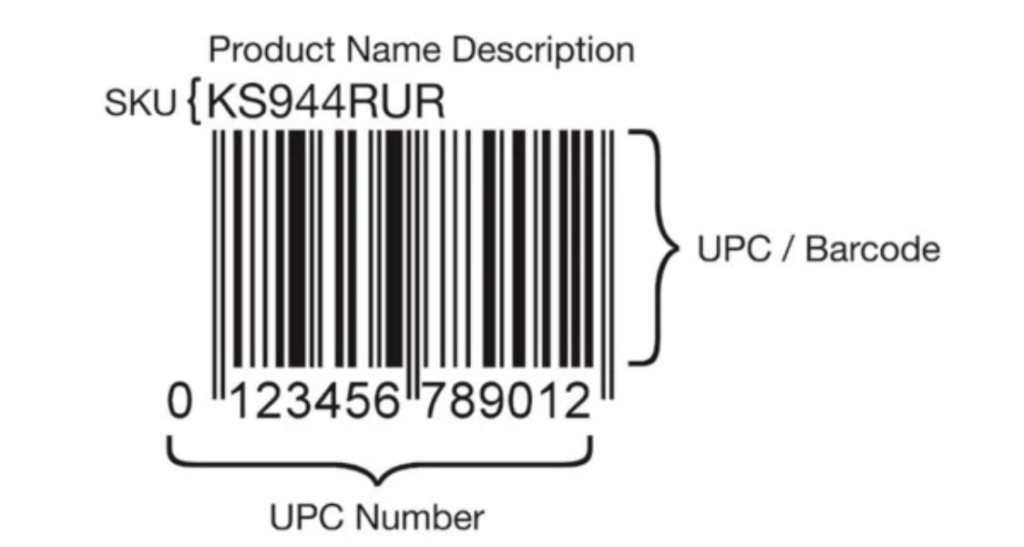 Product Name Description
SKU {KS944RUR
UPC / Barcode
0 123456 789012
UPC Number